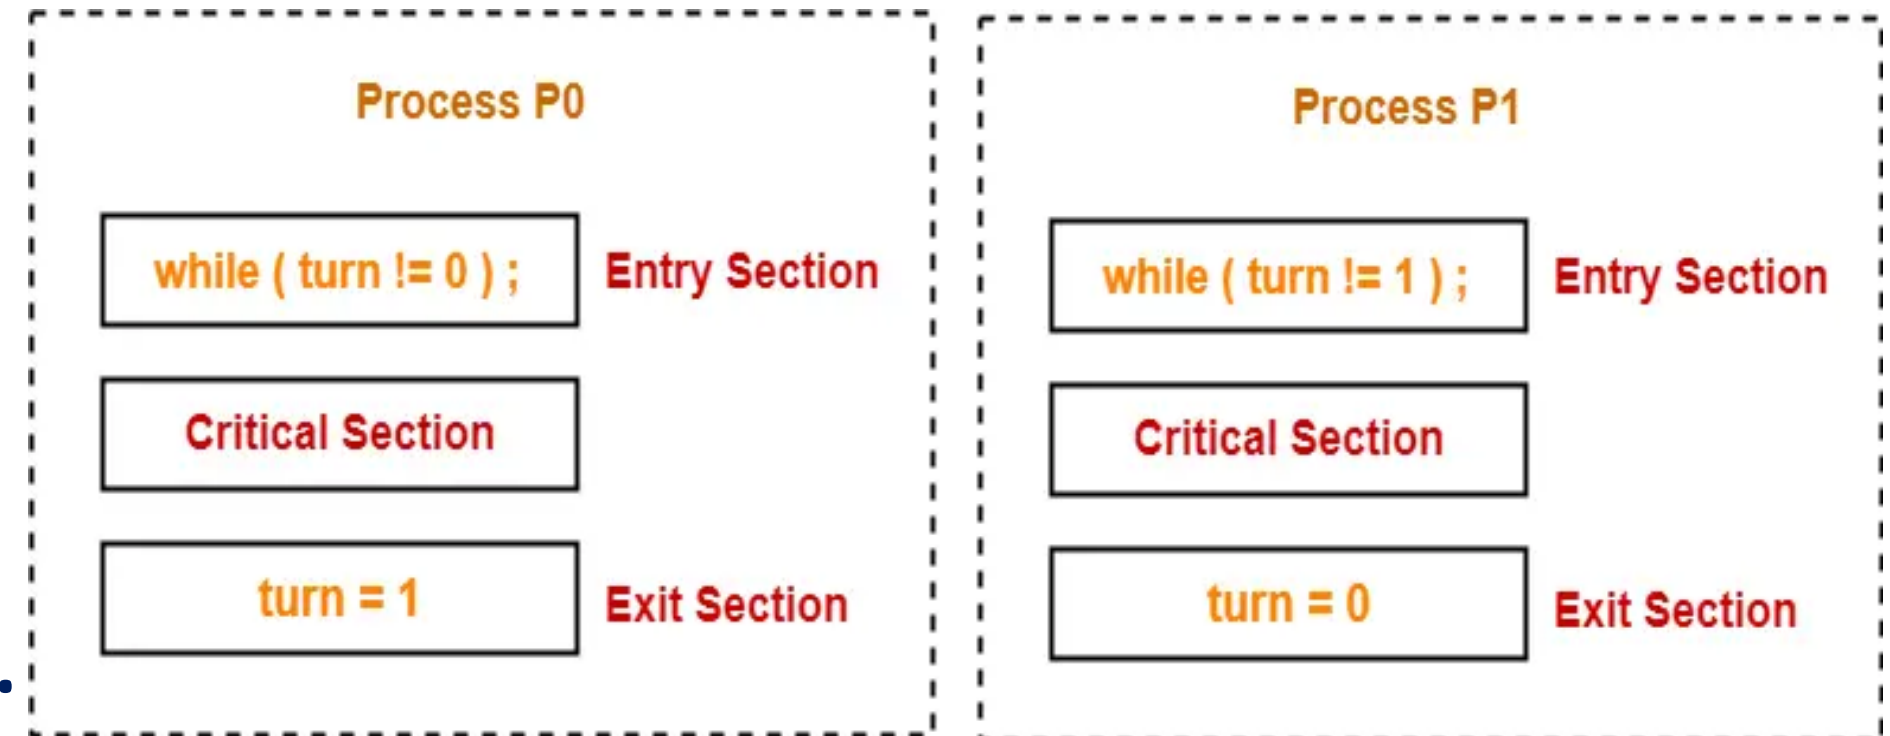 Process P0
while ( turn != 0 ) ;
Entry Section
Critical Section
turn = 1
Exit Section
Process P1
while ( turn != 1 ) ;
Entry Section
Critical Section
turn = 0
Exit Section